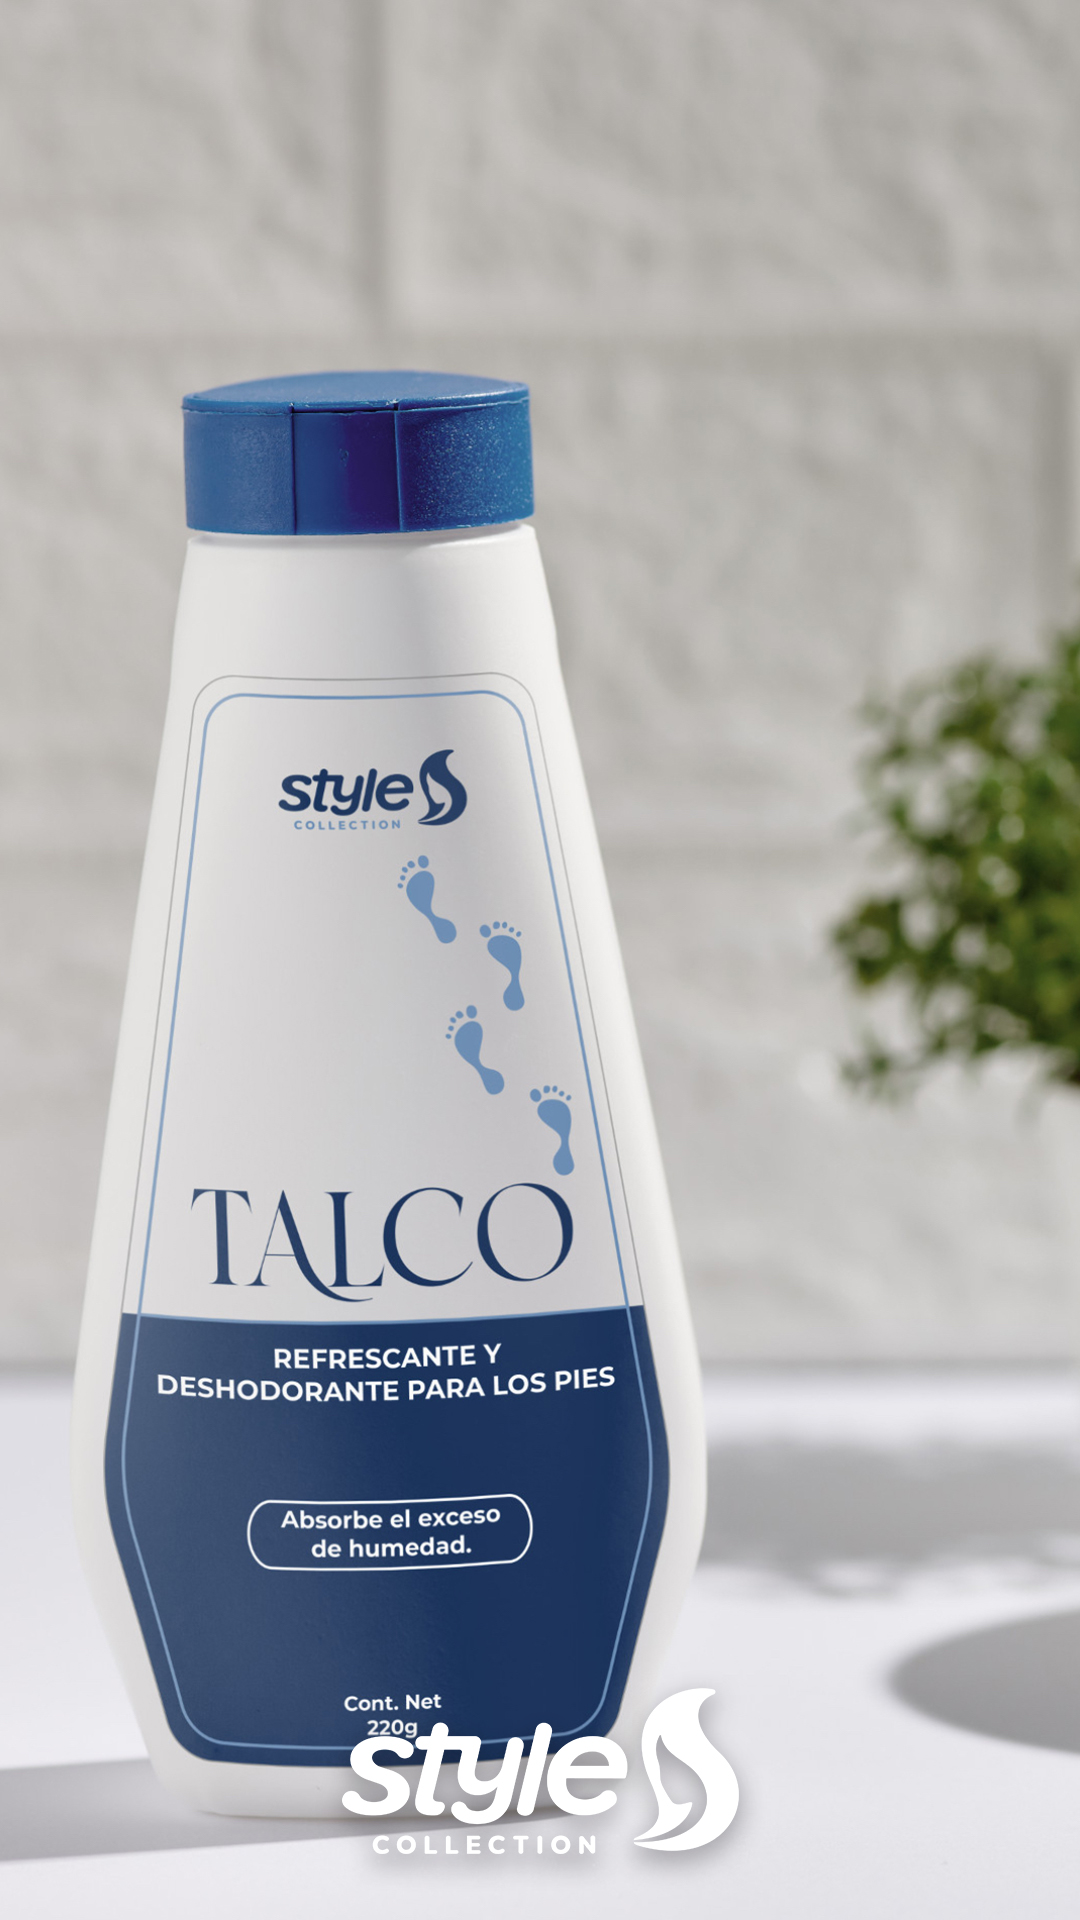 style
COLLECTION
TALCO
REFRESCANTE Y
DESHODORANTE PARA LOS PIES
Absorbe el exceso
de humedad.
Cont. Net
220g
style
COLLECTION